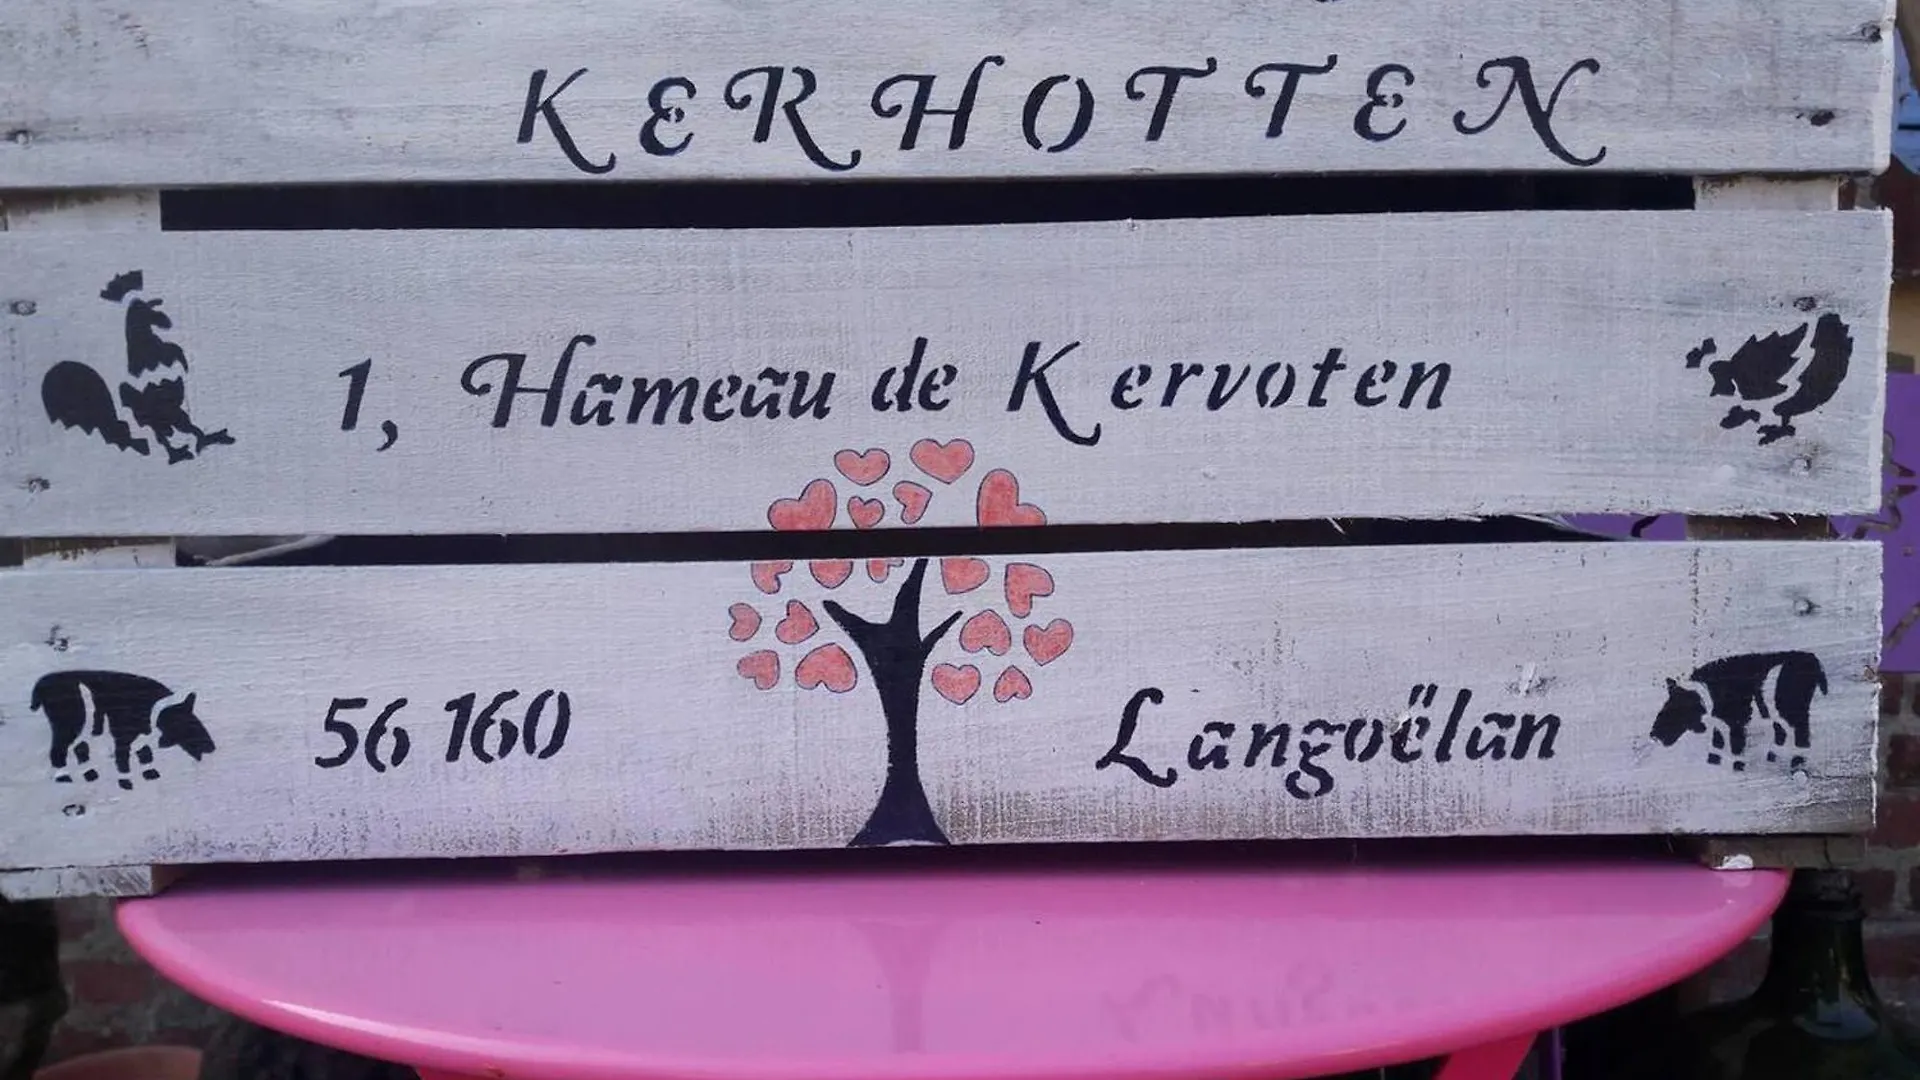 KERHOTTEN
1, Hameau de Kervoten
56 160 Langoëlan